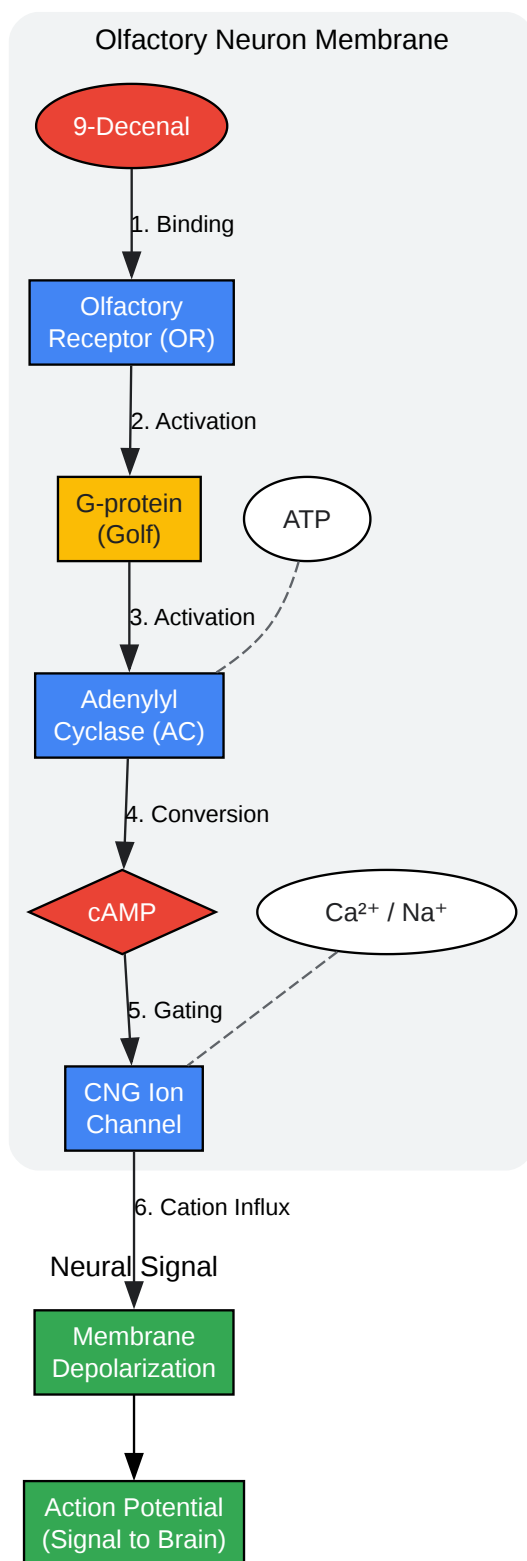 Olfactory Neuron Membrane
9-Decenal
1. Binding
Olfactory
Receptor (OR)
2. Activation
G-protein
(Golf)
ATP
3. Activation
Adenylyl
Cyclase (AC)
4. Conversion
cAMP
Ca²⁺ / Na⁺
5. Gating
CNG Ion
Channel
6. Cation Influx
Neural Signal
Membrane
Depolarization
Action Potential
(Signal to Brain)